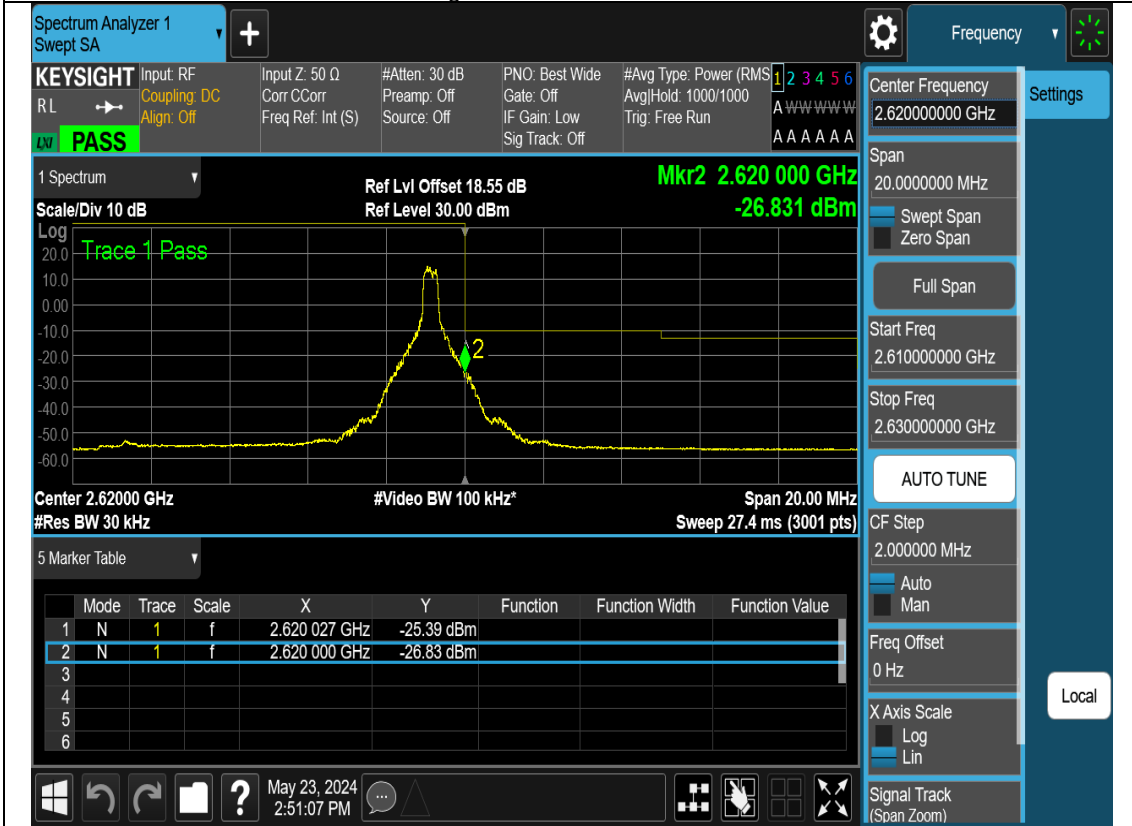 Spectrum Analyzer 1
Swept SA
+
Frequency
KEYSIGHT
R L
LXI PASS
Input: RF
Coupling: DC
Align: Off
Input Z: 50 Ω
Corr CCorr
Freq Ref: Int (S)
#Atten: 30 dB
Preamp: Off
Source: Off
PNO: Best Wide
Gate: Off
IF Gain: Low
Sig Track: Off
#Avg Type: Power (RMS
Avg|Hold: 1000/1000
Trig: Free Run
1 2 3 4 5 6
A W W W W W
A A A A A A
1 Spectrum
Scale/Div 10 dB
Ref Lvl Offset 18.55 dB
Ref Level 30.00 dBm
Mkr2 2.620 000 GHz
-26.831 dBm
Log
Trace 1 Pass
20.0
10.0
0.00
-10.0
-20.0
-30.0
-40.0
-50.0
-60.0
2
Center 2.62000 GHz
#Res BW 30 kHz
#Video BW 100 kHz*
Span 20.00 MHz
Sweep 27.4 ms (3001 pts)
5 Marker Table
Mode Trace Scale X Y Function Function Width Function Value
1 N 1 f 2.620 027 GHz -25.39 dBm
2 N 1 f 2.620 000 GHz -26.83 dBm
3
4
5
6
?
May 23, 2024
2:51:07 PM
Center Frequency
2.620000000 GHz
Span
20.0000000 MHz
Swept Span
Zero Span
Full Span
Start Freq
2.610000000 GHz
Stop Freq
2.630000000 GHz
AUTO TUNE
CF Step
2.000000 MHz
Auto
Man
Freq Offset
0 Hz
X Axis Scale
Log
Lin
Signal Track
(Span Zoom)
Settings
Local